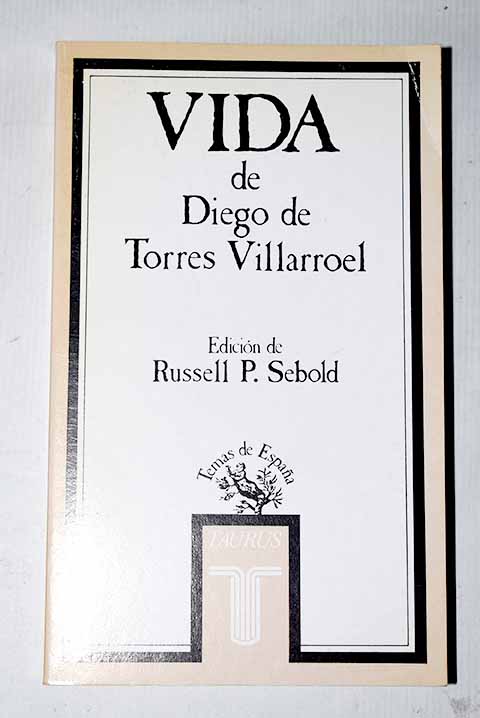 VIDA
de
Diego de
Torres Villarroel
Edición de
Russell P. Sebold
Temas de España
TAURUS
T